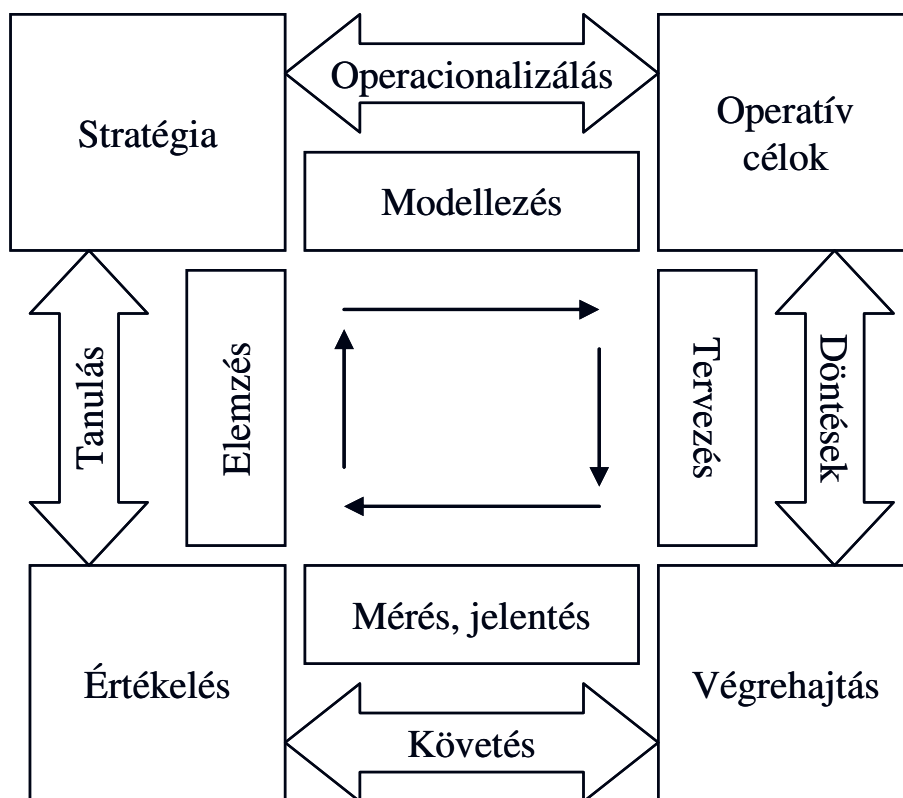 Operacionalizálás
Stratégia
Operatív
célok
Modellezés
Tanulás
Elemzés
Tervezés
Döntések
Mérés, jelentés
Értékelés
Végrehajtás
Követés